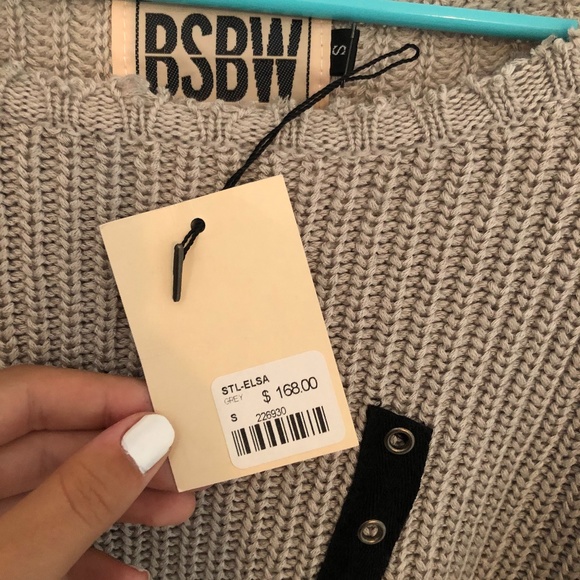 BSBW
S
STL-ELSA
GREY $ 168.00
S 226930